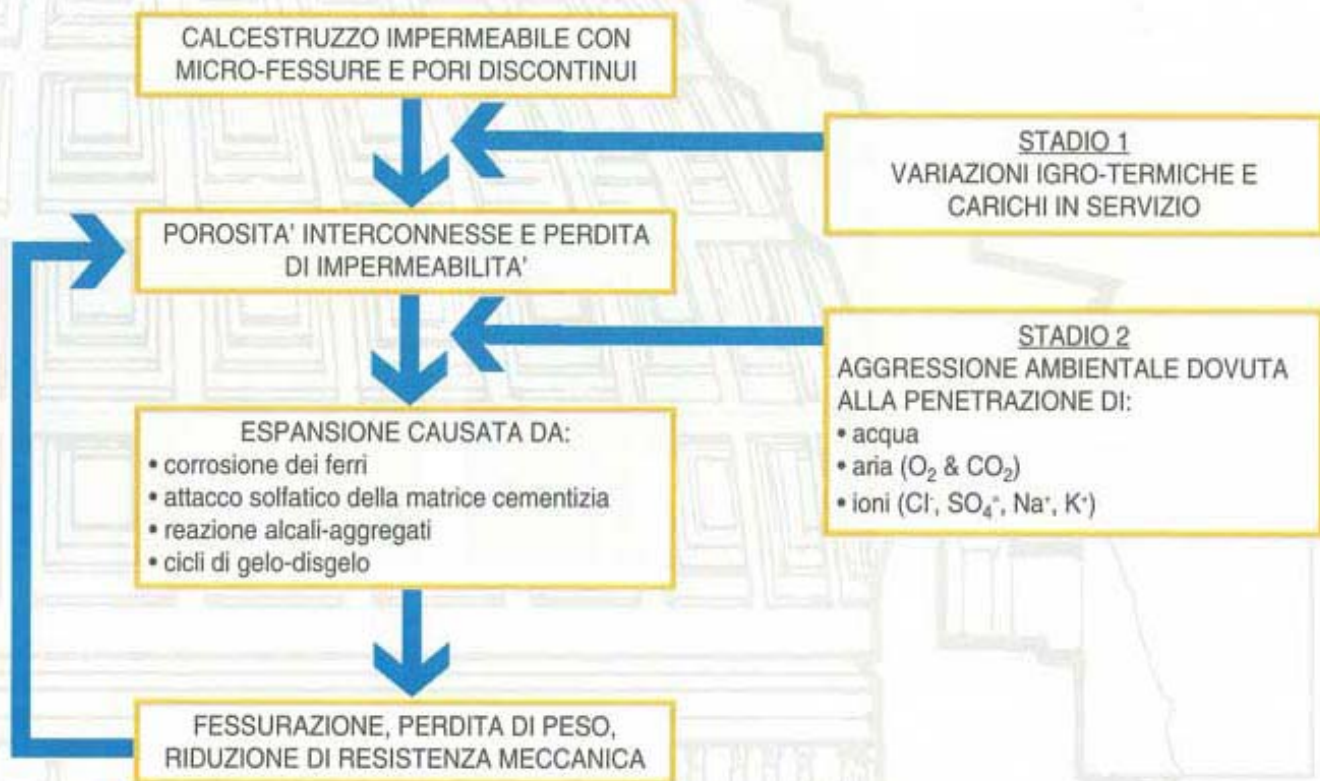 CALCESTRUZZO IMPERMEABILE CON
MICRO-FESSURE E PORI DISCONTINUI
STADIO 1
VARIAZIONI IGRO-TERMICHE E
CARICHI IN SERVIZIO
POROSITA' INTERCONNESSE E PERDITA
DI IMPERMEABILITA'
STADIO 2
AGGRESSIONE AMBIENTALE DOVUTA
ALLA PENETRAZIONE DI:
• acqua
• aria (O₂ & CO₂)
• ioni (Cl⁻, SO₄⁼, Na⁺, K⁺)
ESPANSIONE CAUSATA DA:
• corrosione dei ferri
• attacco solfatico della matrice cementizia
• reazione alcali-aggregati
• cicli di gelo-disgelo
FESSURAZIONE, PERDITA DI PESO,
RIDUZIONE DI RESISTENZA MECCANICA